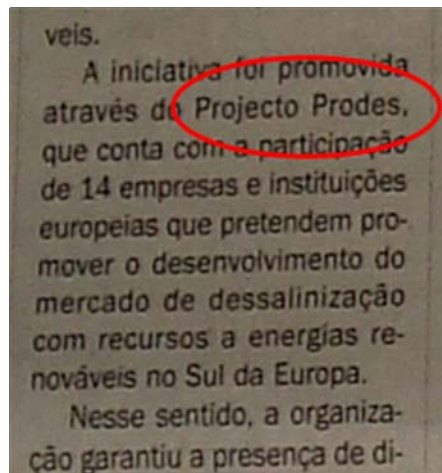 veis.
A iniciativa foi promovida
através do Projecto Prodes,
que conta com a participação
de 14 empresas e instituições
europeias que pretendem pro-
mover o desenvolvimento do
mercado de dessalinização
com recursos a energias re-
nováveis no Sul da Europa.
Nesse sentido, a organiza-
ção garantiu a presença de di-